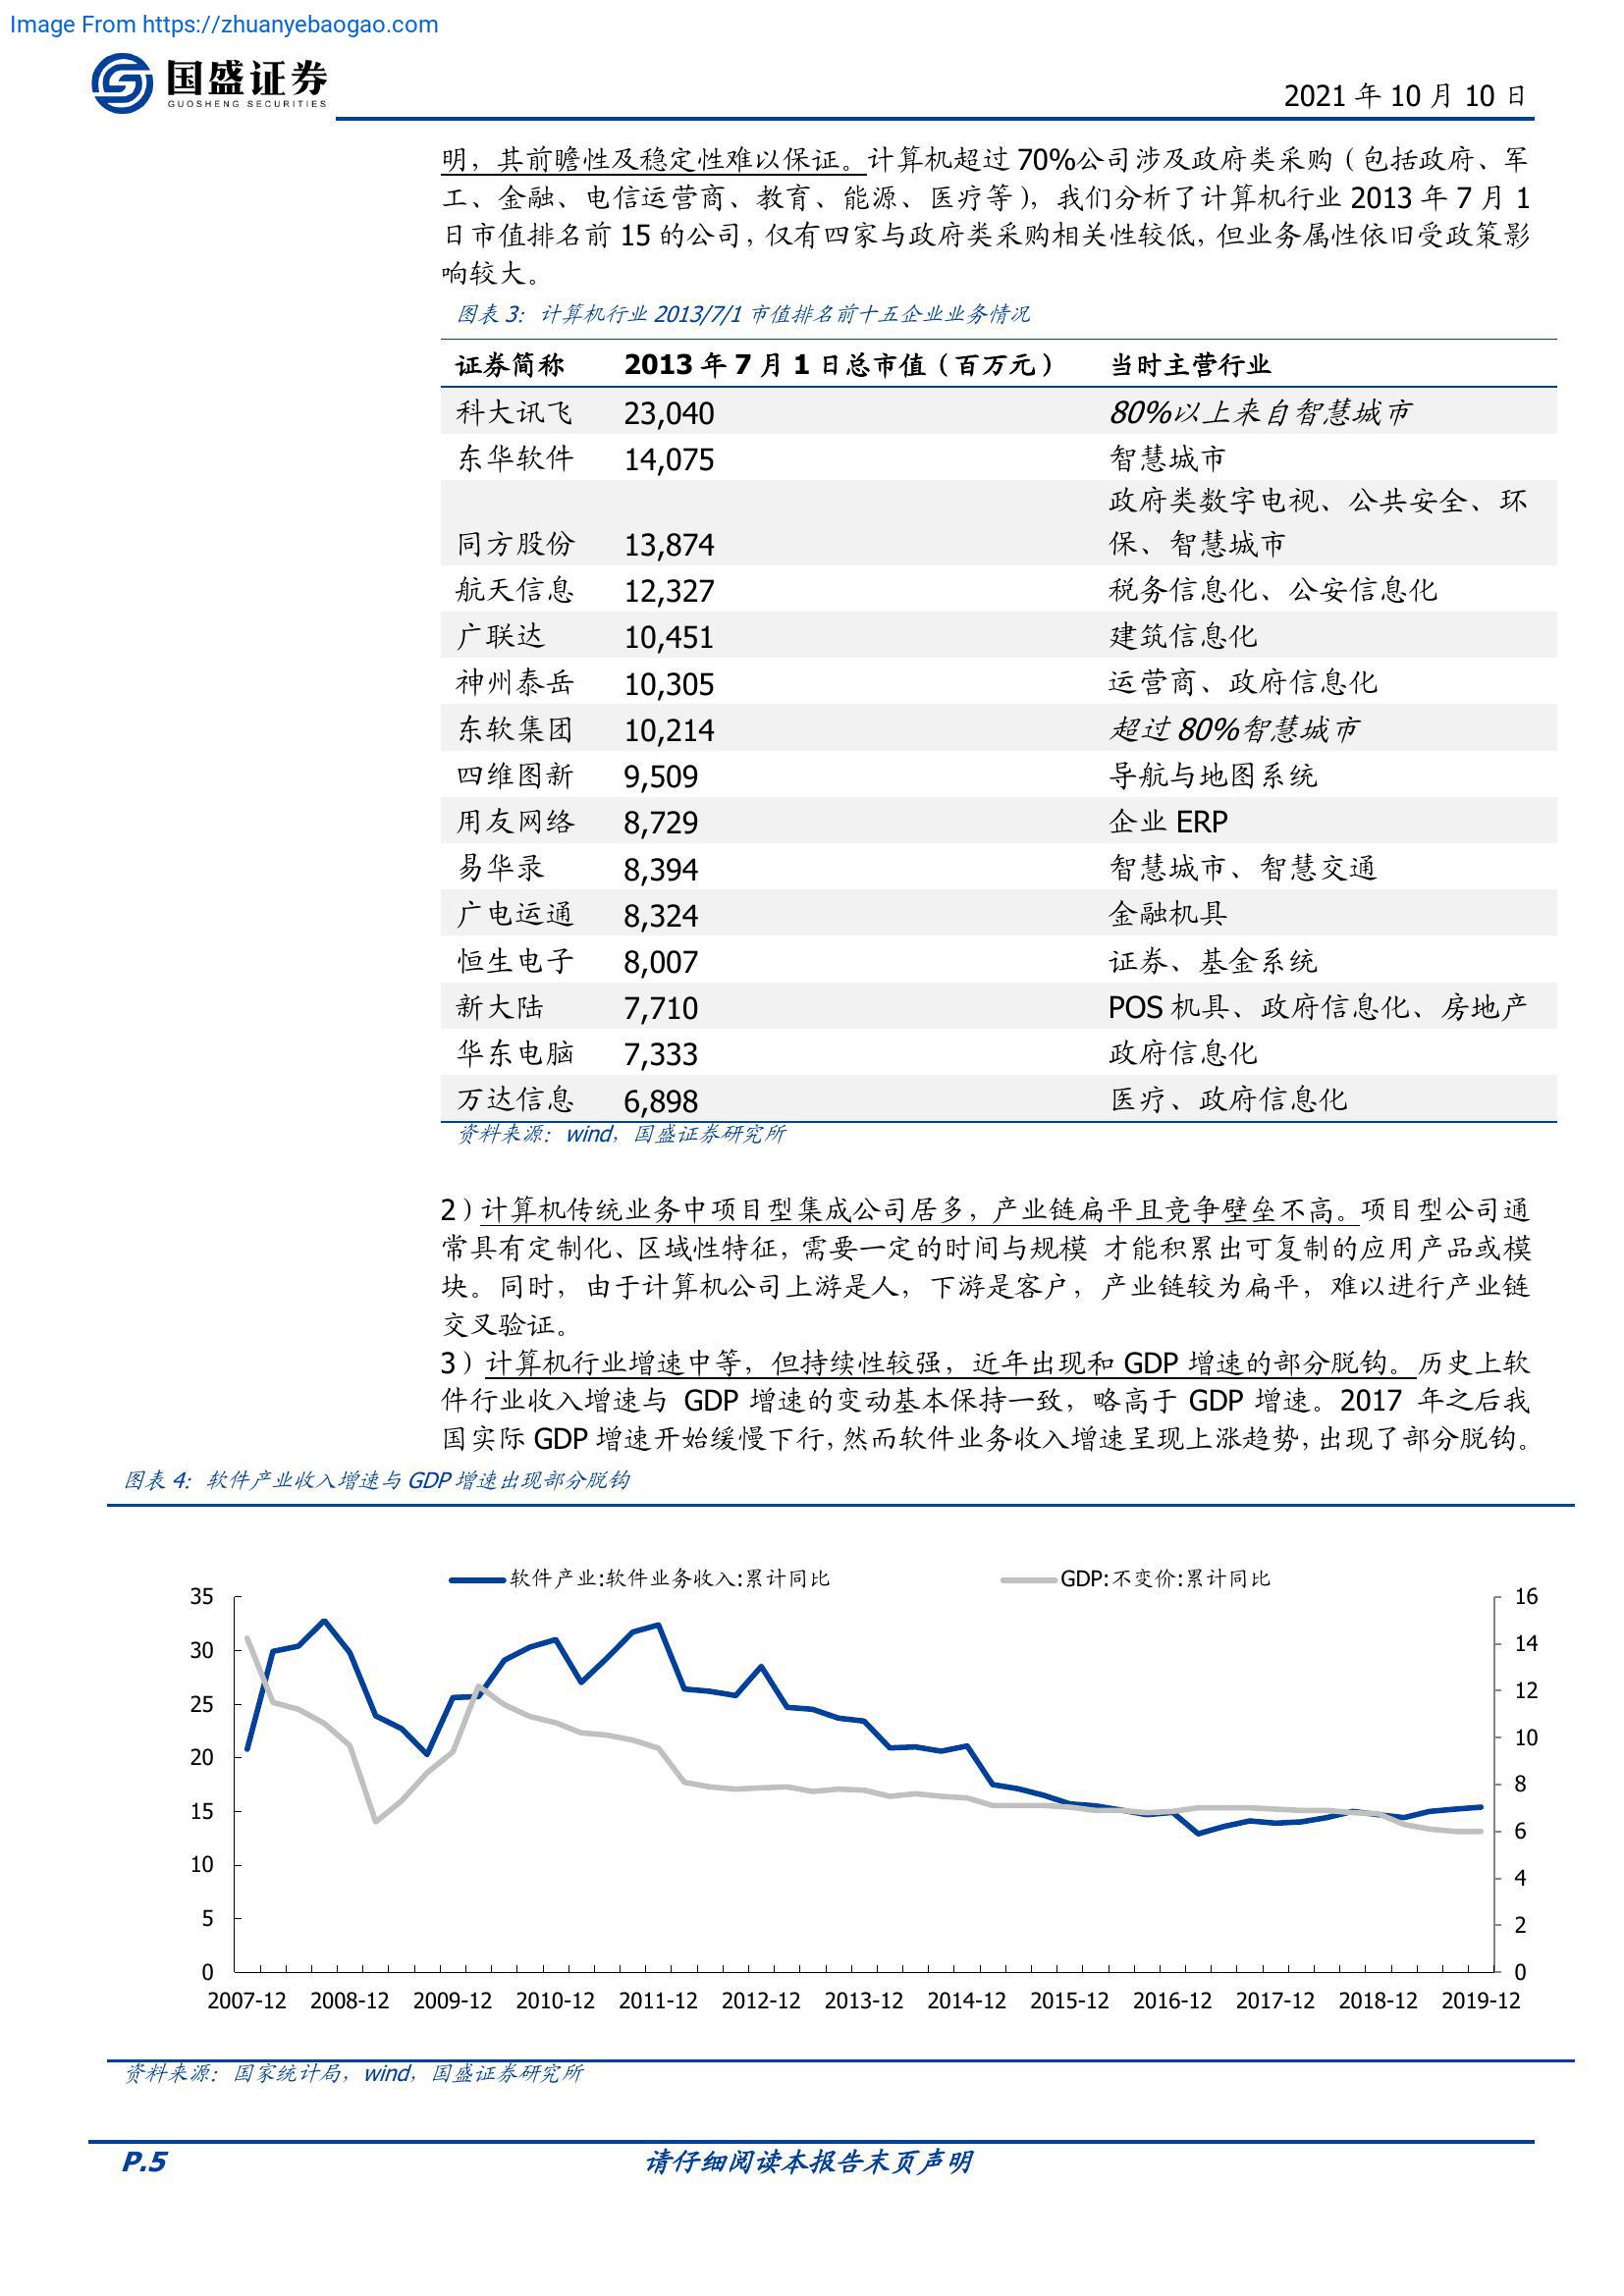 Image From https://zhuanyebaogao.com
国盛证券
GUOSHENG SECURITIES
2021 年 10 月 10 日
明，其前瞻性及稳定性难以保证。计算机超过 70%公司涉及政府类采购（包括政府、军
工、金融、电信运营商、教育、能源、医疗等），我们分析了计算机行业 2013 年 7 月 1
日市值排名前 15 的公司，仅有四家与政府类采购相关性较低，但业务属性依旧受政策影
响较大。
图表 3：计算机行业 2013/7/1 市值排名前十五企业业务情况
证券简称 2013 年 7 月 1 日总市值（百万元） 当时主营行业
科大讯飞 23,040 80%以上来自智慧城市
东华软件 14,075 智慧城市
政府类数字电视、公共安全、环
同方股份 13,874 保、智慧城市
航天信息 12,327 税务信息化、公安信息化
广联达 10,451 建筑信息化
神州泰岳 10,305 运营商、政府信息化
东软集团 10,214 超过 80%智慧城市
四维图新 9,509 导航与地图系统
用友网络 8,729 企业 ERP
易华录 8,394 智慧城市、智慧交通
广电运通 8,324 金融机具
恒生电子 8,007 证券、基金系统
新大陆 7,710 POS 机具、政府信息化、房地产
华东电脑 7,333 政府信息化
万达信息 6,898 医疗、政府信息化
资料来源：wind，国盛证券研究所
2）计算机传统业务中项目型集成公司居多，产业链扁平且竞争壁垒不高。项目型公司通
常具有定制化、区域性特征，需要一定的时间与规模 才能积累出可复制的应用产品或模
块。同时，由于计算机公司上游是人，下游是客户，产业链较为扁平，难以进行产业链
交叉验证。
3）计算机行业增速中等，但持续性较强，近年出现和 GDP 增速的部分脱钩。历史上软
件行业收入增速与 GDP 增速的变动基本保持一致，略高于 GDP 增速。2017 年之后我
国实际 GDP 增速开始缓慢下行，然而软件业务收入增速呈现上涨趋势，出现了部分脱钩。
图表 4：软件产业收入增速与 GDP 增速出现部分脱钩
软件产业:软件业务收入:累计同比 GDP:不变价:累计同比
35 16
30 14
25 12
20 10
15 8
10 6
5 4
0 2
0
2007-12 2008-12 2009-12 2010-12 2011-12 2012-12 2013-12 2014-12 2015-12 2016-12 2017-12 2018-12 2019-12
资料来源：国家统计局，wind，国盛证券研究所
P.5 请仔细阅读本报告末页声明